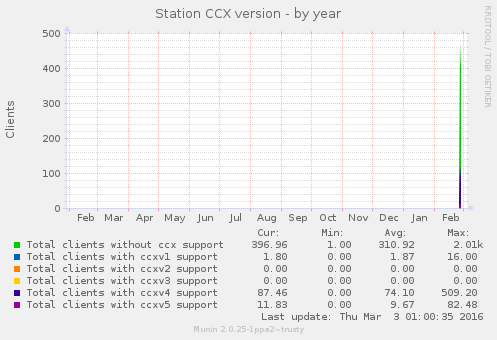 Station CCX version - by year
RRDTOOL / TOBI OETIKER
Clients
500
400
300
200
100
0
Feb Mar Apr May Jun Jul Aug Sep Oct Nov Dec Jan Feb
Cur: Min: Avg: Max:
Total clients without ccx support 396.96 1.00 310.92 2.01k
Total clients with ccxv1 support 1.80 0.00 1.87 16.00
Total clients with ccxv2 support 0.00 0.00 0.00 0.00
Total clients with ccxv3 support 0.00 0.00 0.00 0.00
Total clients with ccxv4 support 87.46 0.00 74.10 509.20
Total clients with ccxv5 support 11.83 0.00 9.67 82.48
Last update: Thu Mar 3 01:00:35 2016
Munin 2.0.25-1ppa2~trusty